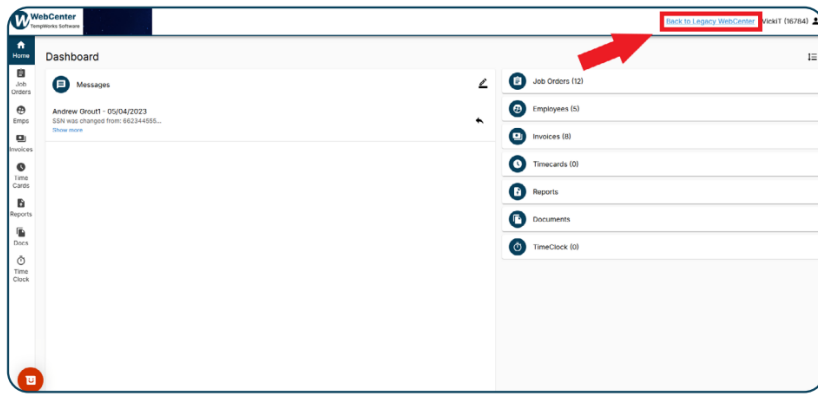 WebCenter
TempWorks Software
Back to Legacy WebCenter
VickiT (16784)
Home
Dashboard
Job
Orders
Emps
Invoices
Time
Cards
Reports
Docs
Time
Clock
Messages
Andrew Grout1 - 05/04/2023
SSN was changed from: 662344555...
Show more
Job Orders (12)
Employees (5)
Invoices (8)
Timecards (0)
Reports
Documents
TimeClock (0)